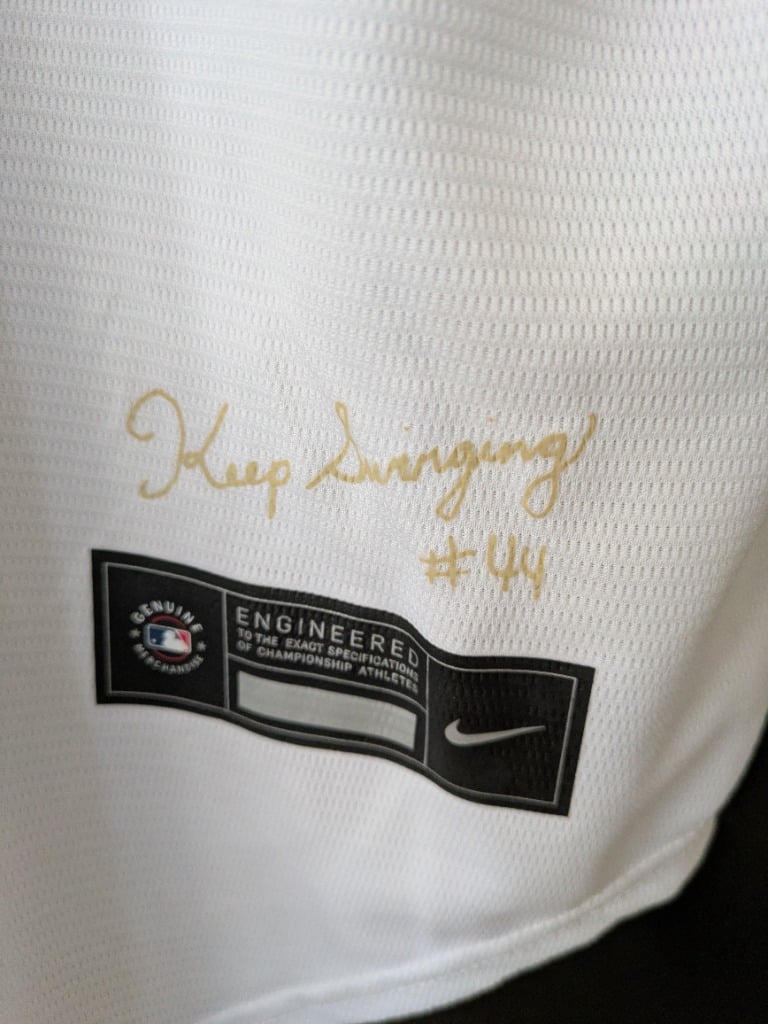 Keep Swinging
#44
GENUINE
MERCHANDISE
ENGINEERED
TO THE EXACT SPECIFICATIONS
OF CHAMPIONSHIP ATHLETES